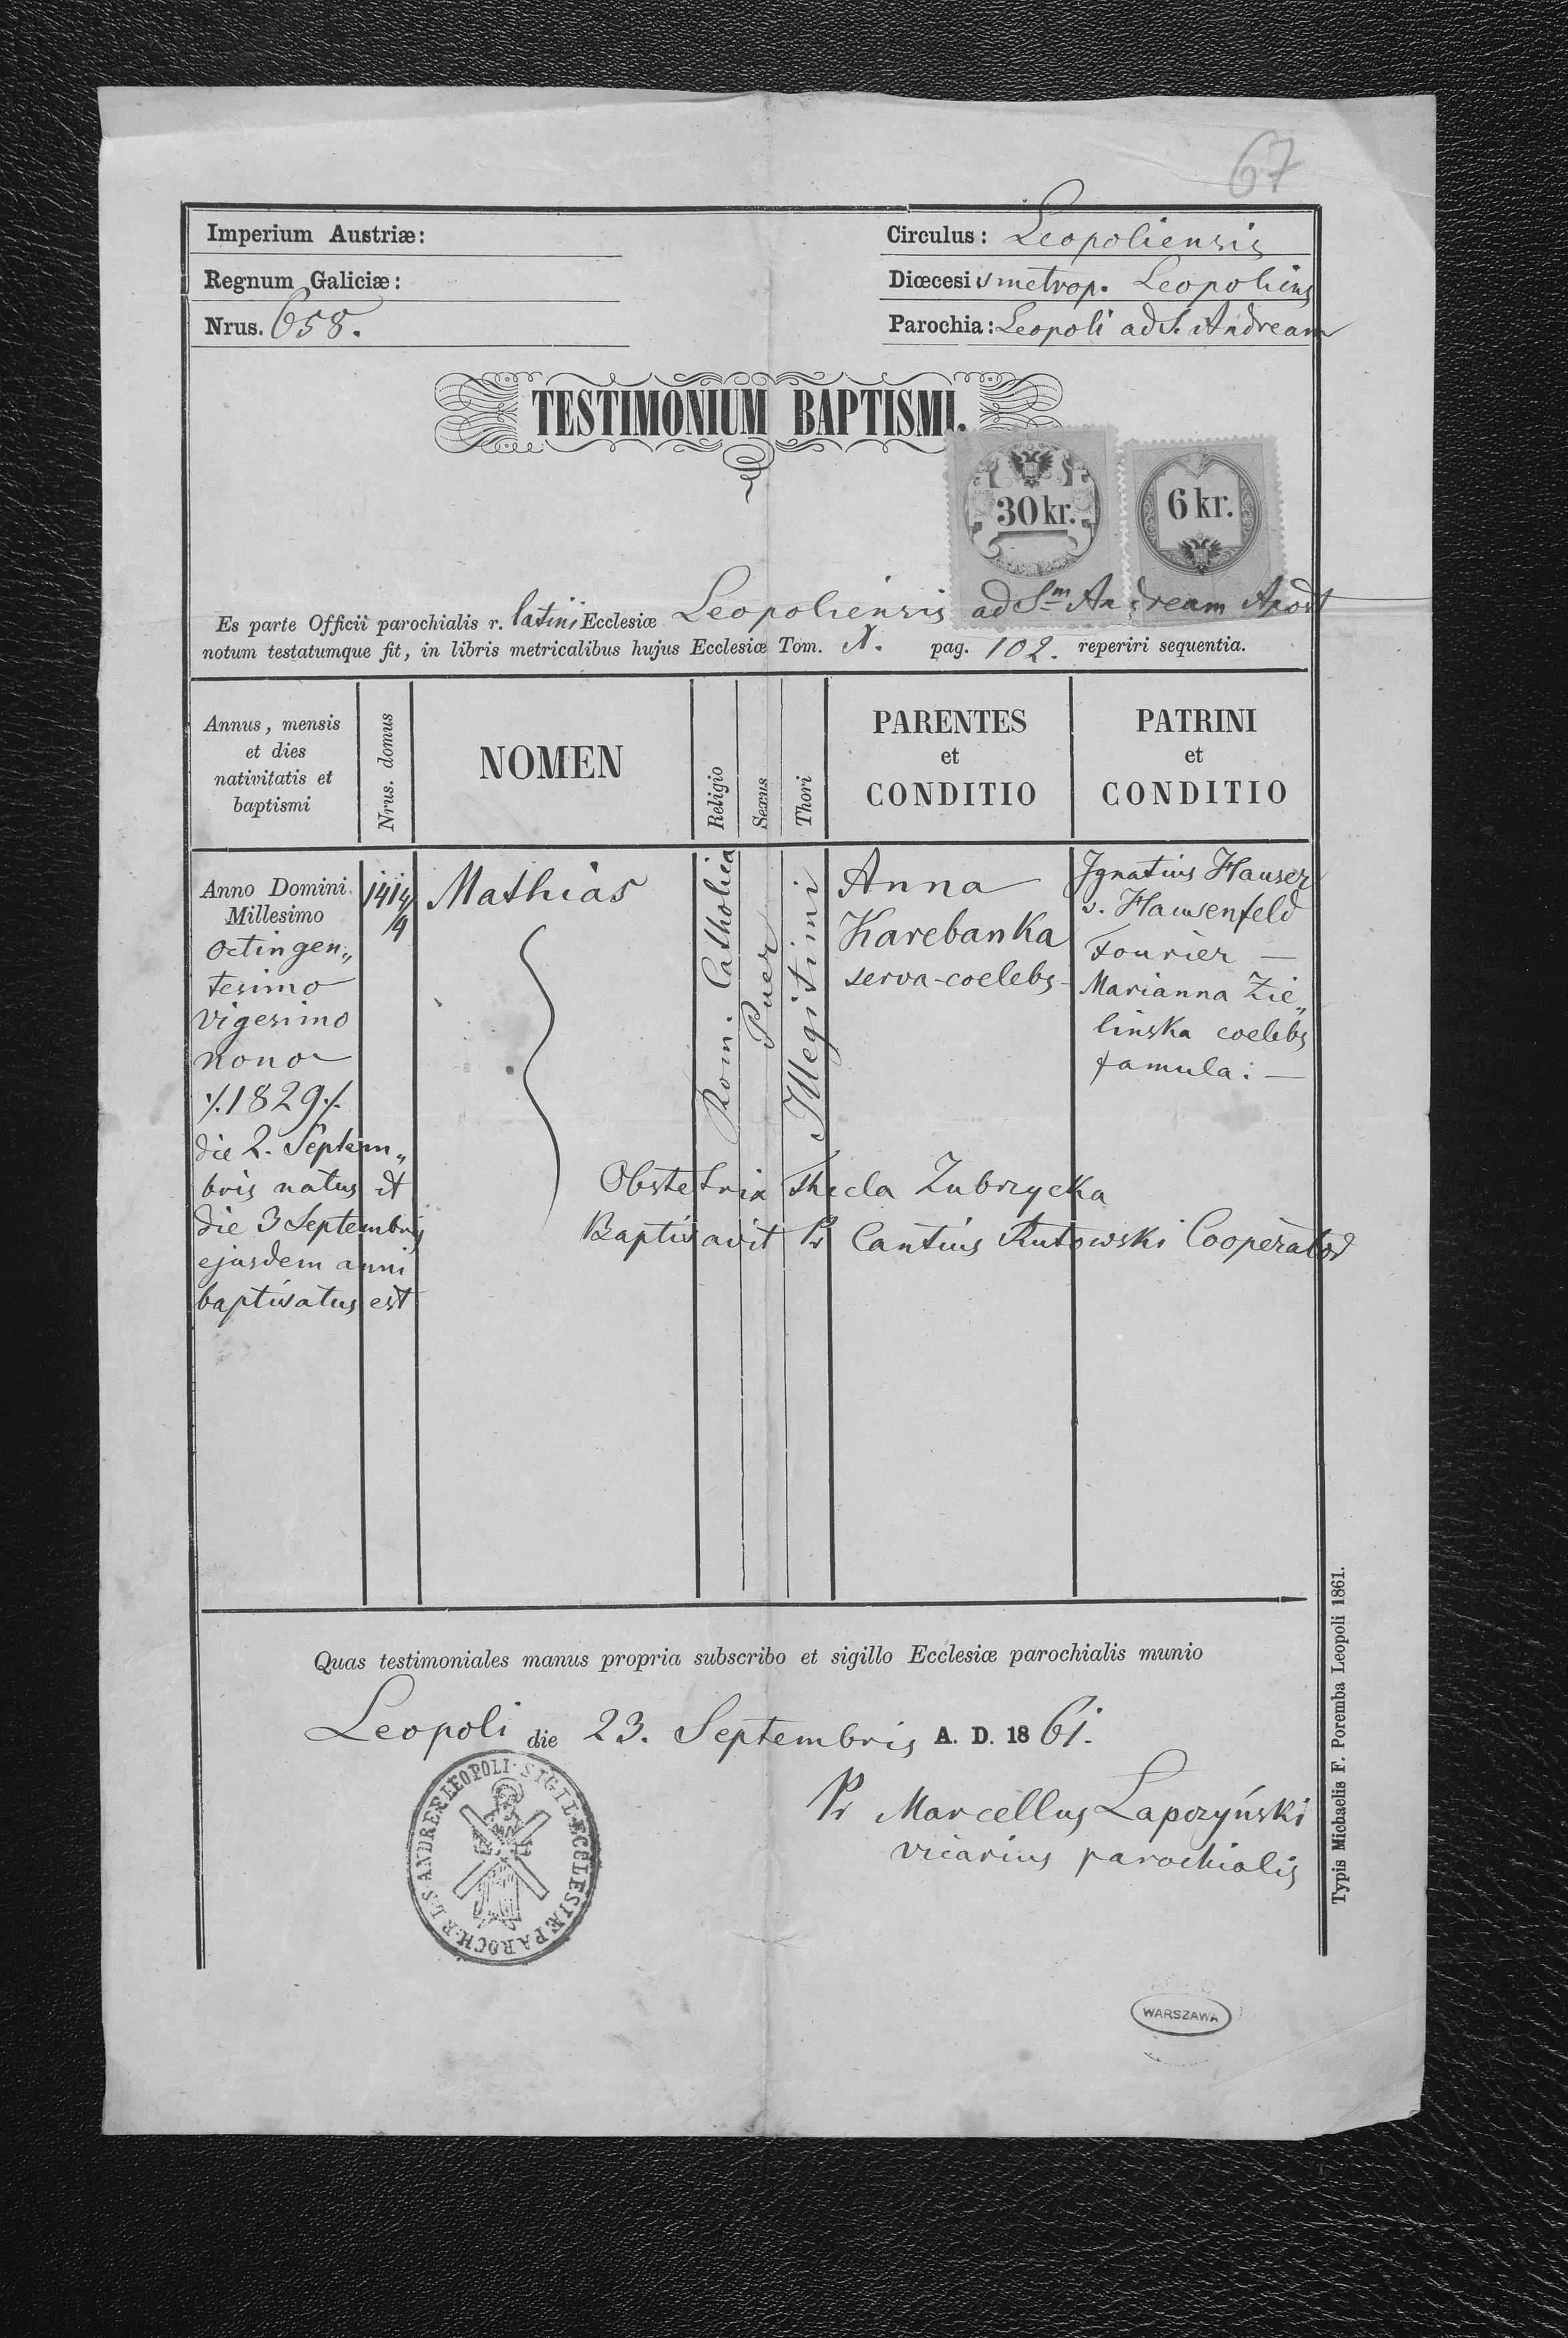 67
Imperium Austriæ:
Regnum Galiciæ:
Nrus. 658.
Circulus: Leopoliensis
Diœcesis metrop. Leopoliens
Parochia: Leopoli ad S. Andream
TESTIMONIUM BAPTISMI.
30 kr.
6 kr.
Es parte Officii parochialis r. latini Ecclesiæ Leopoliensis ad S^m Andream Apost
notum testatumque fit, in libris metricalibus hujus Ecclesiæ Tom. pag. 102. reperiri sequentia.
Annus, mensis
et dies
nativitatis et
baptismi
Nrus. domus
NOMEN
Religio
Sexus
Thori
PARENTES
et
CONDITIO
PATRINI
et
CONDITIO
Anno Domini
Millesimo
octingen„
tesimo
vigesimo
nono
·/.1829·/.
die 2. Septem„
bris natus et
die 3 Septembris
ejusdem anni
baptisatus est
141 4/4
Mathias
Rom. Catholica
Puer
Illegitimi
Anna
Karebanka
serva-coelebs
Ignatius Hauser
v. Hausenfeld
Fourier —
Marianna Zie„
linska coelebs
famula: —
Obstetrix Thecla Zubrzycka
Baptisavit Pr Cantius Rutowski Cooperator
Quas testimoniales manus propria subscribo et sigillo Ecclesiæ parochialis munio
Leopoli die 23. Septembris A. D. 1861.
Pr Marcellus Lapczyński
vicarius parochialis
SIGIL. ECCLESIÆ PAROCH. R. L. S. ANDREÆ LEOPOLI
WARSZAWA
Typis Michaelis F. Poremba Leopoli 1861.